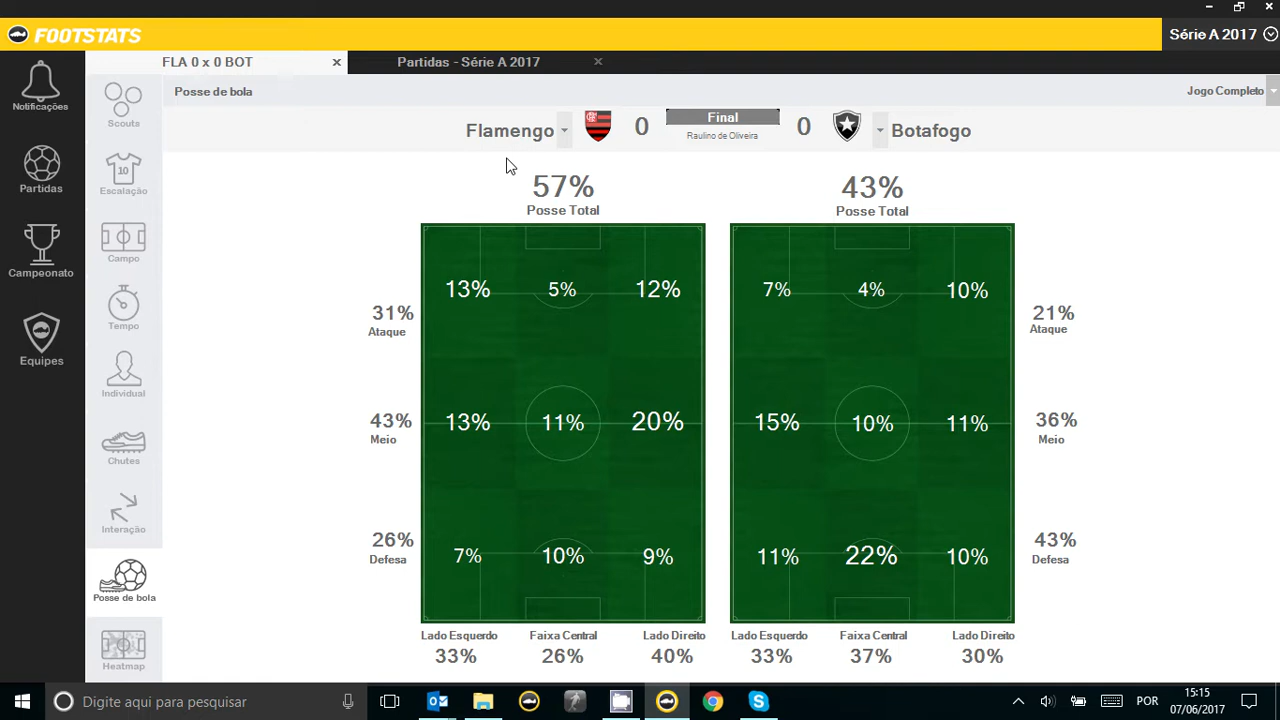 FOOTSTATS
Série A 2017
FLA 0 x 0 BOT
Partidas - Série A 2017
Notificações
Partidas
Campeonato
Equipes
Scouts
10
Escalação
Campo
Tempo
Individual
Chutes
Interação
Posse de bola
Heatmap
Posse de bola
Jogo Completo
Flamengo
0
Final
Raulino de Oliveira
0
Botafogo
57%
Posse Total
43%
Posse Total
13% 5% 12%
7% 4% 10%
31%
Ataque
21%
Ataque
13% 11% 20%
15% 10% 11%
43%
Meio
36%
Meio
7% 10% 9%
11% 22% 10%
26%
Defesa
43%
Defesa
Lado Esquerdo Faixa Central Lado Direito
33% 26% 40%
Lado Esquerdo Faixa Central Lado Direito
33% 37% 30%
Digite aqui para pesquisar
POR
15:15
07/06/2017